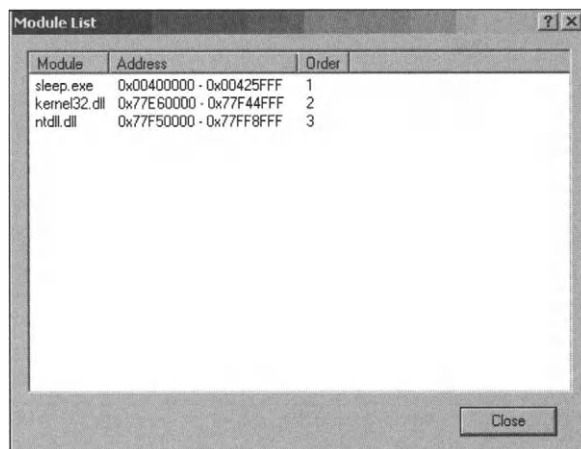 Module List
Module Address Order
sleep.exe 0x00400000 - 0x00425FFF 1
kernel32.dll 0x77E60000 - 0x77F44FFF 2
ntdll.dll 0x77F50000 - 0x77FF8FFF 3
Close